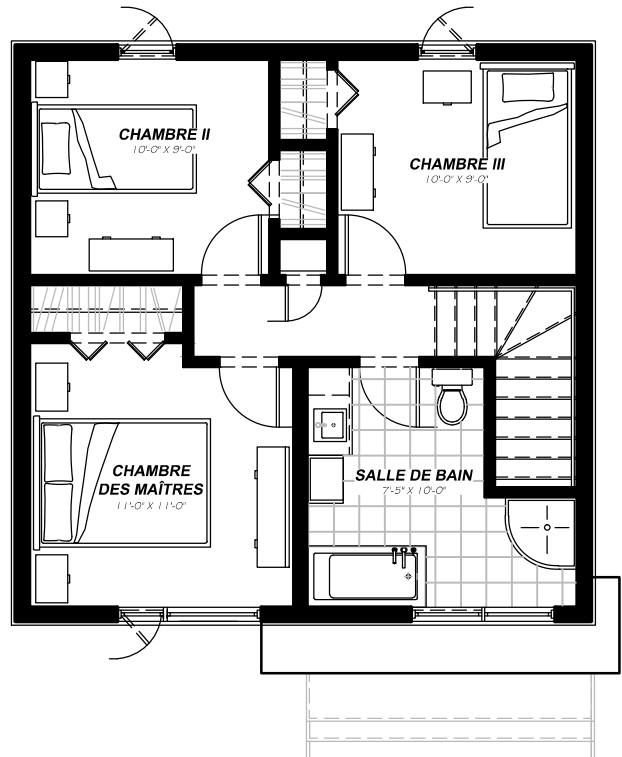 CHAMBRE II
10'-0" X 9'-0"
CHAMBRE III
10'-0" X 9'-0"
CHAMBRE
DES MAÎTRES
11'-0" X 11'-0"
SALLE DE BAIN
7'-5" X 10'-0"